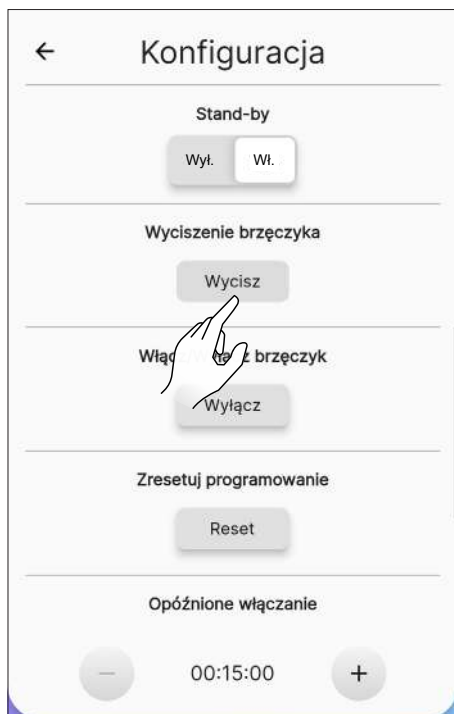 Konfiguracja
Stand-by
Wył. Wł.
Wyciszenie brzęczyka
Wycisz
brzęczyk
Wyłącz
Zresetuj programowanie
Reset
Opóźnione włączanie
− 00:15:00 +